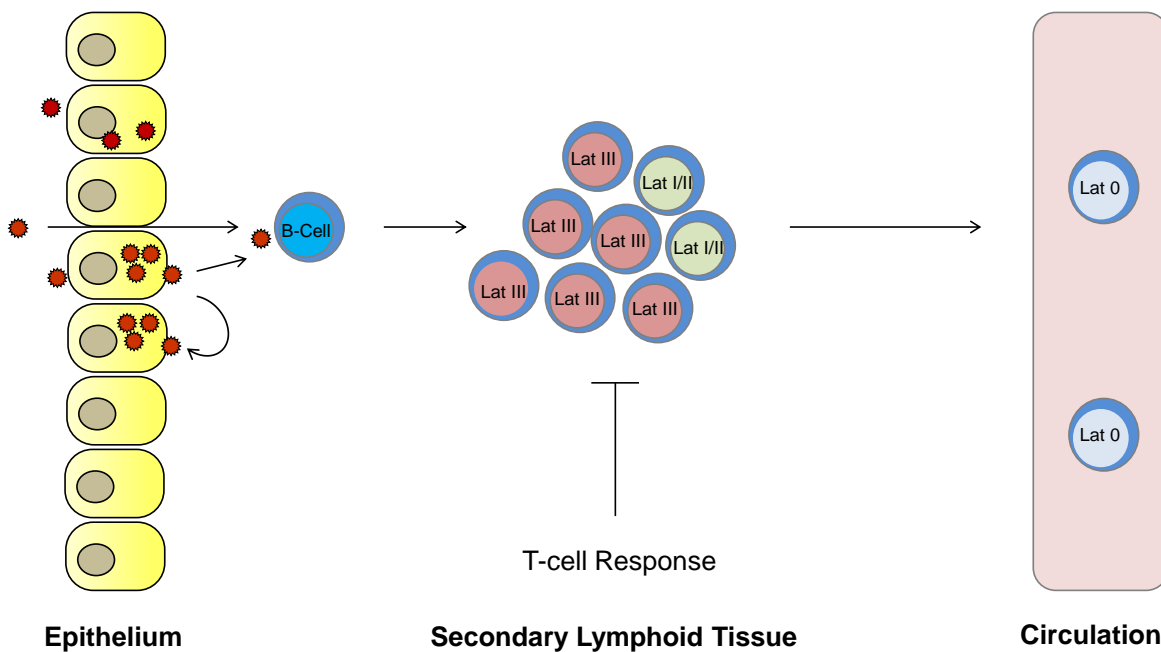 Lat III
Lat I/II
Lat 0
B-Cell
Lat III
Lat III
Lat I/II
Lat III
Lat III
Lat III
Lat 0
T-cell Response
Epithelium
Secondary Lymphoid Tissue
Circulation